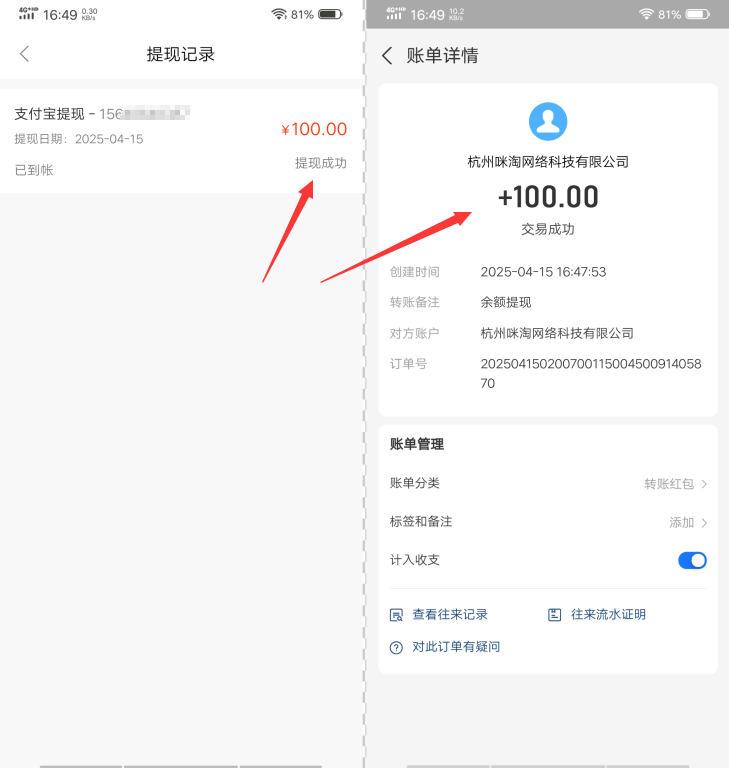 4G+HD 16:49 0.30 KB/s 81%
提现记录
支付宝提现 - 156
¥100.00
提现日期: 2025-04-15
提现成功
已到帐
4G+HD 16:49 10.2 KB/s 81%
账单详情
杭州咪淘网络科技有限公司
+100.00
交易成功
创建时间 2025-04-15 16:47:53
转账备注 余额提现
对方账户 杭州咪淘网络科技有限公司
订单号 202504150200700115004500914058
70
账单管理
账单分类 转账红包
标签和备注 添加
计入收支
查看往来记录 往来流水证明
对此订单有疑问